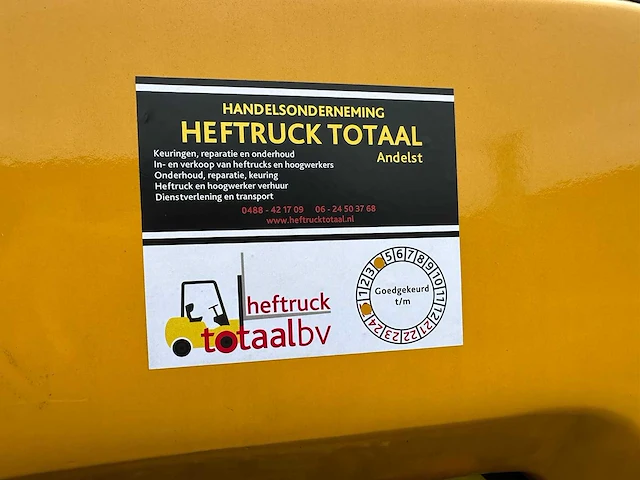 HANDELSONDERNEMING
HEFTRUCK TOTAAL
Andelst
Keuringen, reparatie en onderhoud
In- en verkoop van heftrucks en hoogwerkers
Onderhoud, reparatie, keuring
Heftruck en hoogwerker verhuur
Dienstverlening en transport
0488 - 42 17 09 06 - 24 50 37 68
www.heftrucktotaal.nl
heftruck
totaalbv
1 2 3 5 6 7 8 9 10 11 12 21 22 23 24
Goedgekeurd
t/m